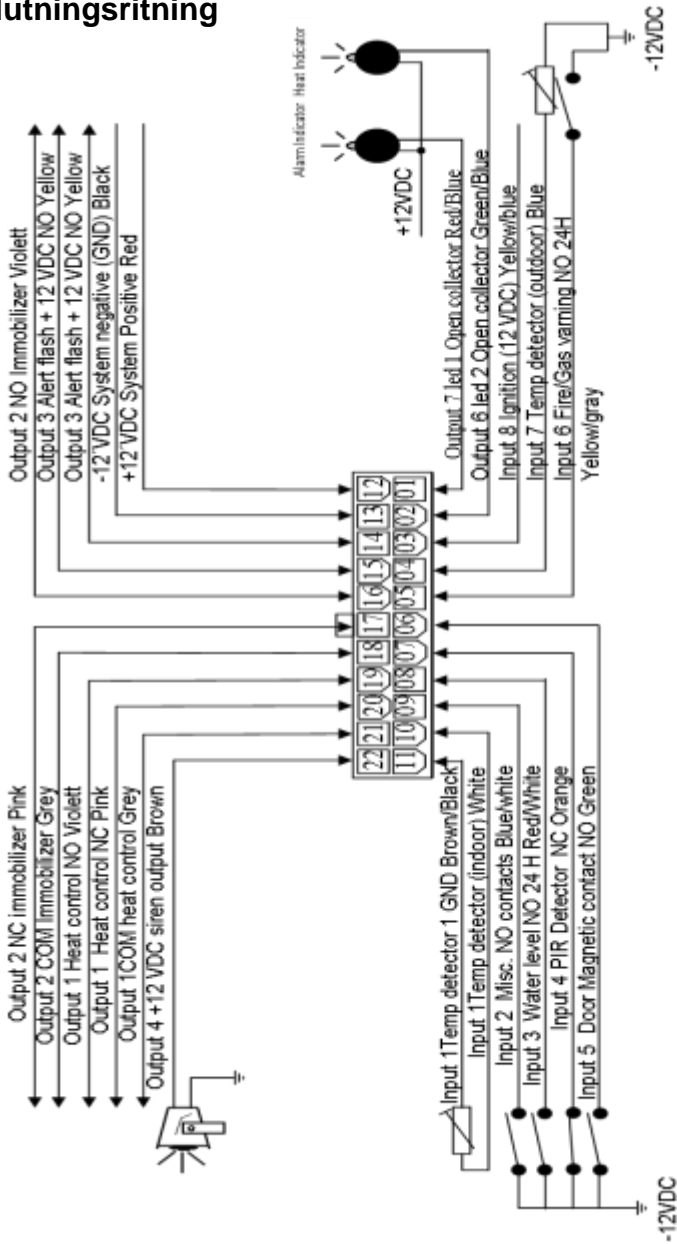 lutningsritning
Output 2 NC immobilizer Pink
Output 2 COM Immobilizer Grey
Output 1 Heat control NO Violett
Output 1 Heat control NC Pink
Output 1COM heat control Grey
Output 4 +12 VDC siren output Brown
Output 2 NO Immobilizer Violett
Output 3 Alert flash + 12 VDC NO Yellow
Output 3 Alert flash + 12 VDC NO Yellow
-12 VDC System negative (GND) Black
+12 VDC System Positive Red
22 21 20 19 18 17 16 15 14 13 12
11 10 09 08 07 06 05 04 03 02 01
Input 1Temp detector 1 GND Brown/Black
Input 1Temp detector (indoor) White
Input 2 Misc. NO contacts Blue/white
Input 3 Water level NO 24 H Red/White
Input 4 PIR Detector NC Orange
Input 5 Door Magnetic contact NO Green
-12VDC
Alarm Indicator Heat Indicator
+12VDC
Output 7 led 1 Open collector Red/Blue
Output 6 led 2 Open collector Green/Blue
Input 8 Ignition (12 VDC) Yellow/blue
Input 7 Temp detector (outdoor) Blue
Input 6 Fire/Gas varning NO 24H
Yellow/gray
-12VDC